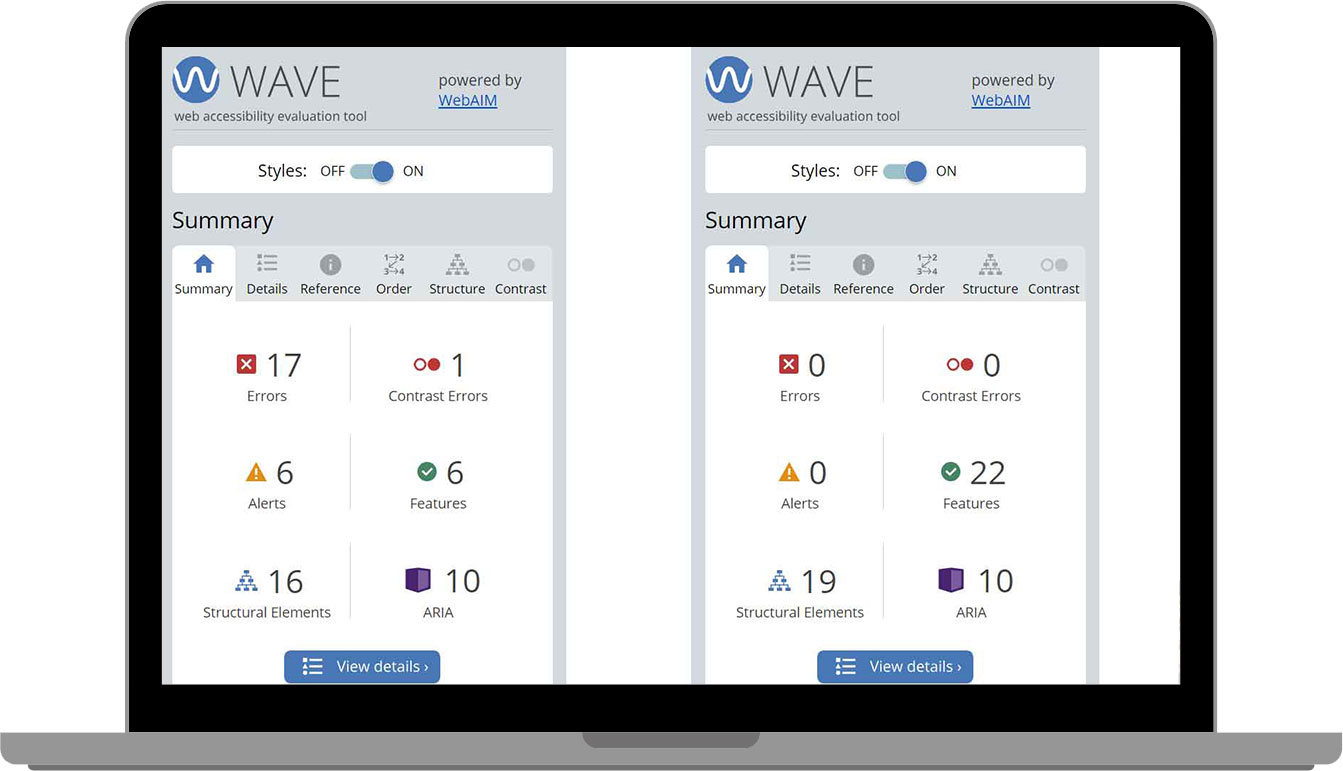 WAVE
powered by
WebAIM
web accessibility evaluation tool
Styles: OFF ON
Summary
Summary Details Reference Order Structure Contrast
17 1
Errors Contrast Errors
6 6
Alerts Features
16 10
Structural Elements ARIA
View details ›
WAVE
powered by
WebAIM
web accessibility evaluation tool
Styles: OFF ON
Summary
Summary Details Reference Order Structure Contrast
0 0
Errors Contrast Errors
0 22
Alerts Features
19 10
Structural Elements ARIA
View details ›